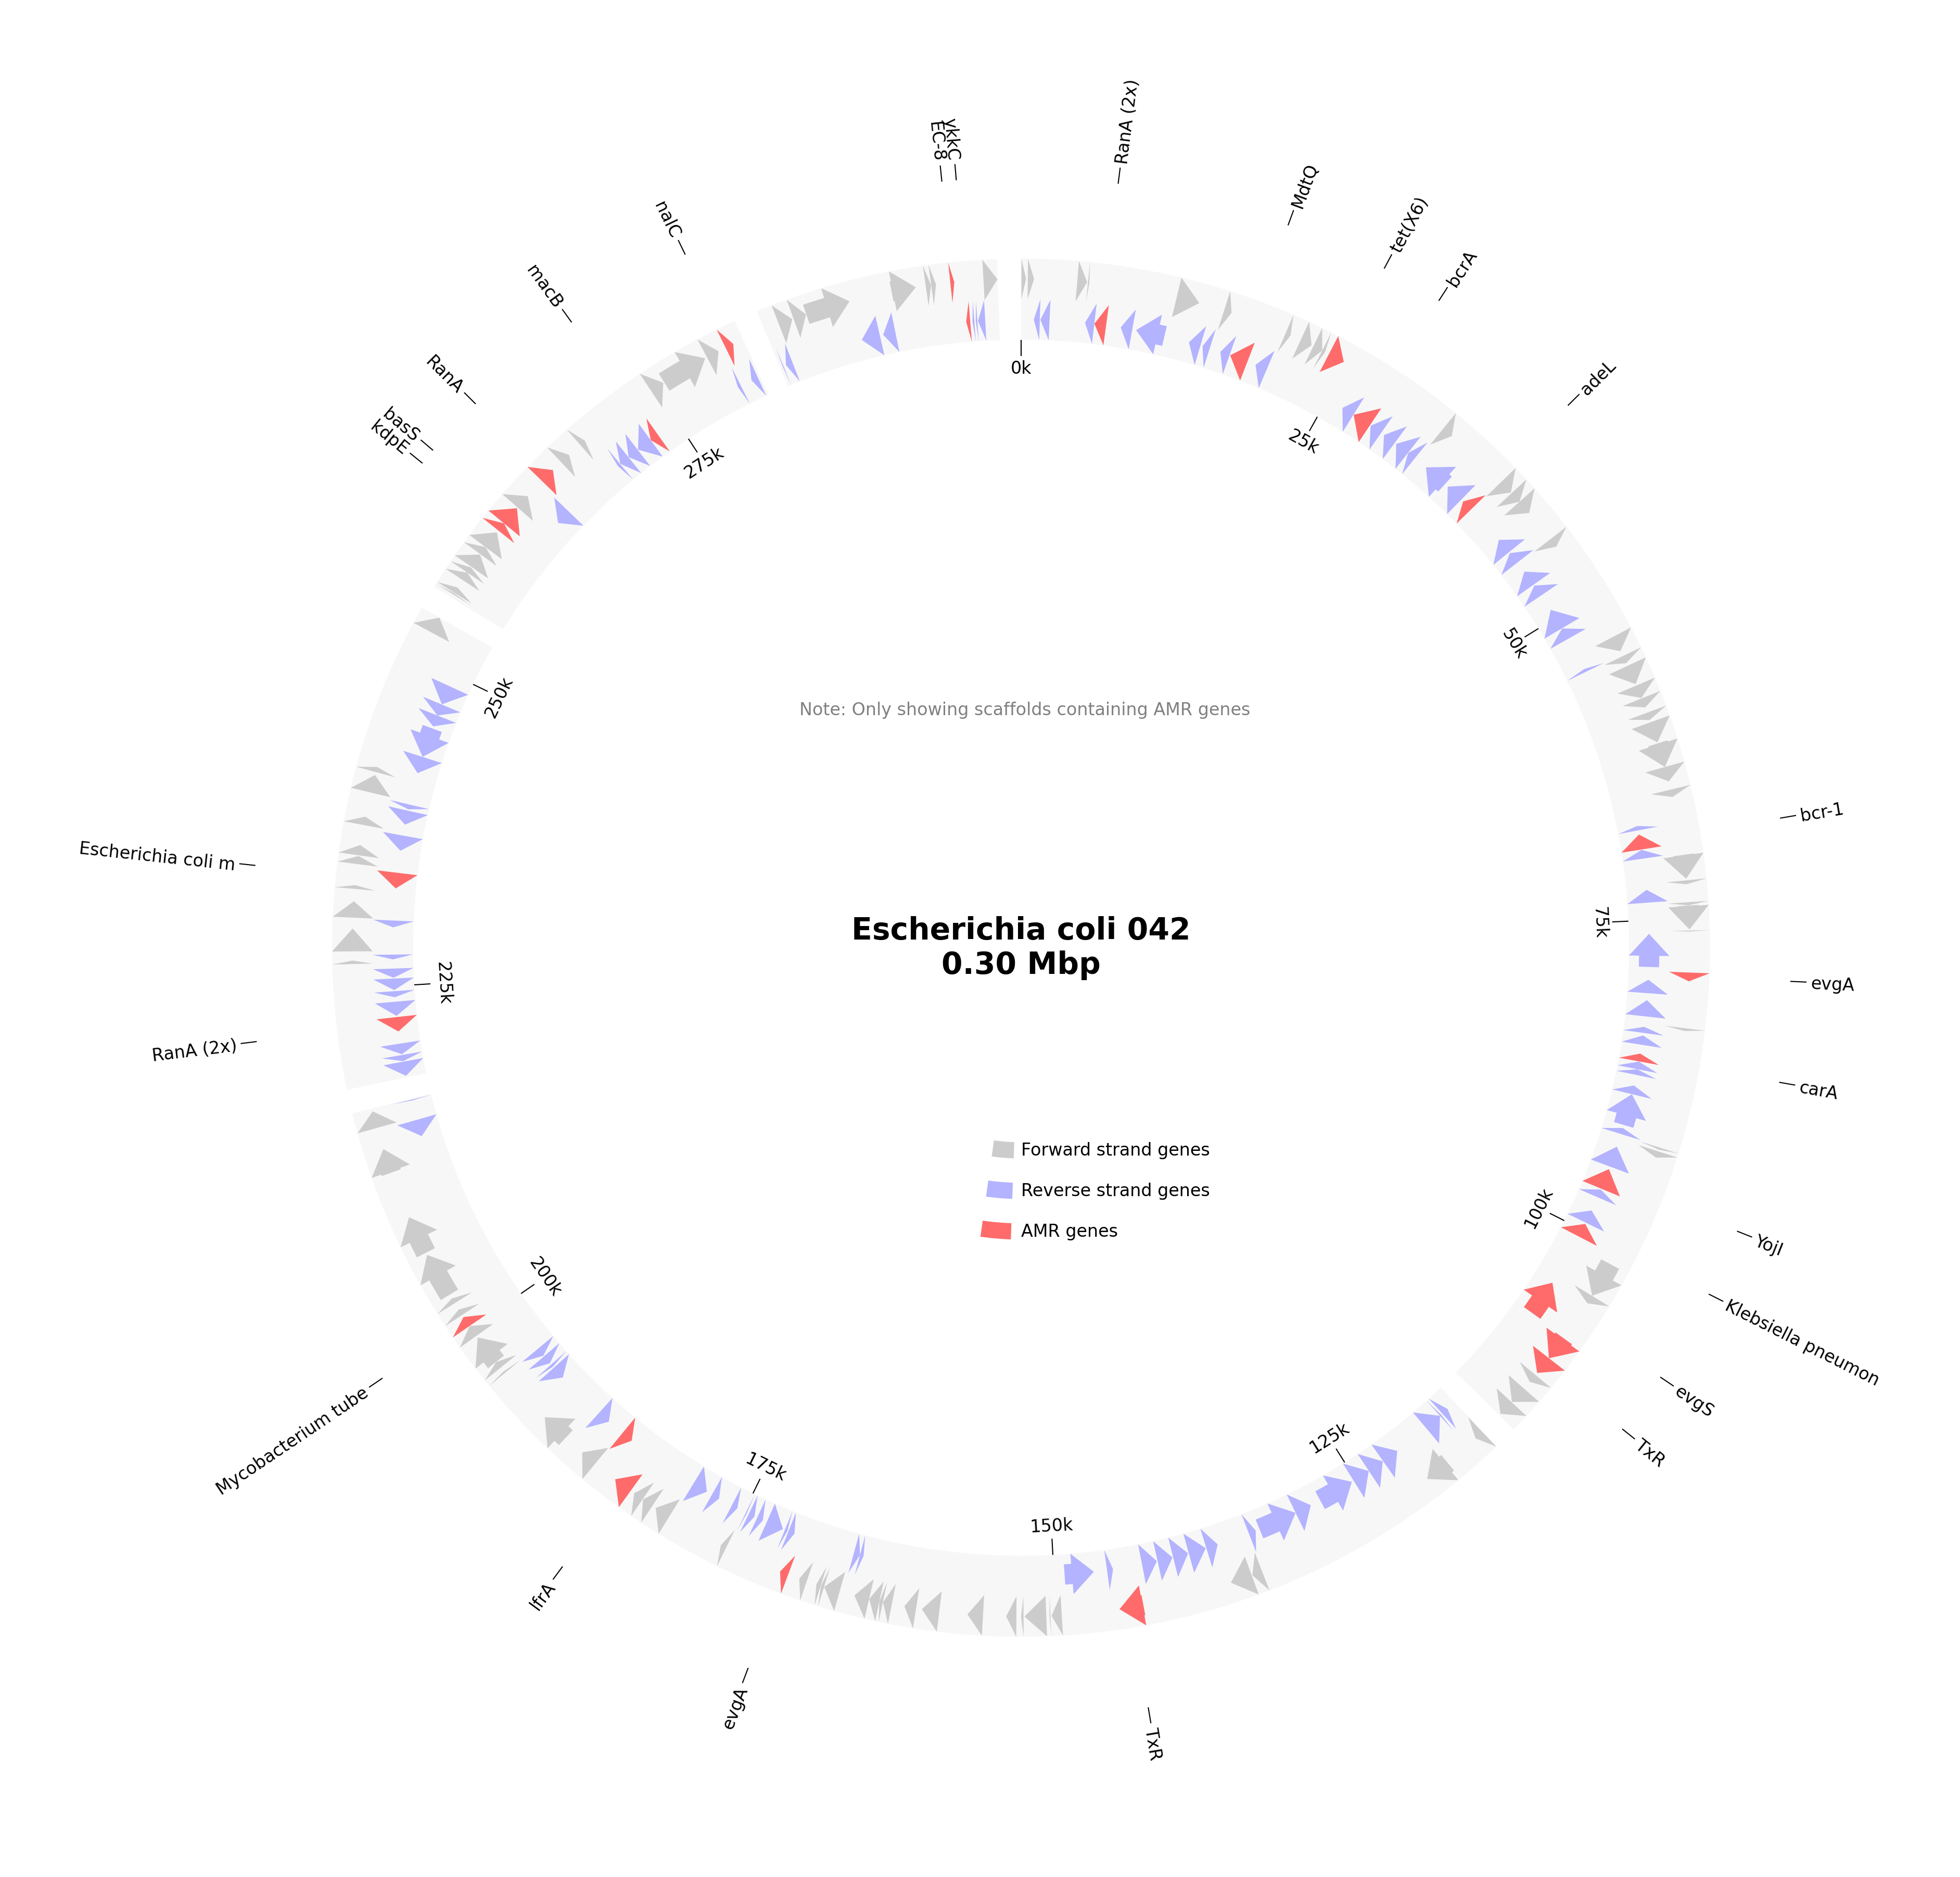 RanA (2x)
MdtQ
tet(X6)
bcrA
adeL
bcr-1
evgA
carA
YojI
Klebsiella pneumon
evgS
TxR
TxR
evgA
lfrA
Mycobacterium tube
RanA (2x)
Escherichia coli m
kdpE
basS
RanA
macB
nalC
EC-8
ykkC
0k
25k
50k
75k
100k
125k
150k
175k
200k
225k
250k
275k
Note: Only showing scaffolds containing AMR genes
Escherichia coli 042
0.30 Mbp
Forward strand genes
Reverse strand genes
AMR genes